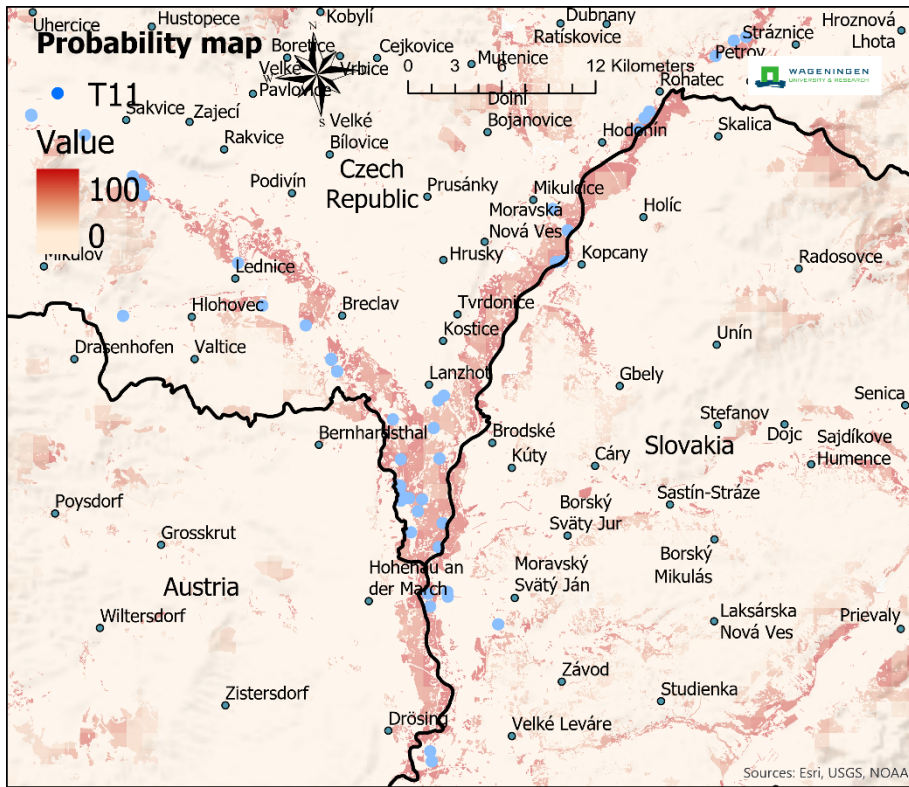 Uhercice
Hustopece
Kobylí
Dubnany
Ratískovice
Stráznice
Hroznová
Lhota
Probability map
Boretice
Cejkovice
Mutenice
Petrov
N
W
S
Velké
Pavlovice
Vrbice
0 3 6 12 Kilometers
Rohatec
WAGENINGEN
UNIVERSITY & RESEARCH
T11
Sakvice
Zajecí
Velké
Bílovice
Dolní
Bojanovice
Hodonín
Skalica
Value
Rakvice
Czech
Republic
100
0
Podivín
Prusánky
Mikulcice
Moravská
Nová Ves
Holíc
Mikulov
Lednice
Hrusky
Kopcany
Radosovce
Hlohovec
Breclav
Tvrdonice
Kostice
Unín
Drasenhofen
Valtice
Lanzhot
Gbely
Senica
Bernhardsthal
Brodské
Stefanov
Dojc
Sajdíkove
Humence
Slovakia
Kúty
Cáry
Poysdorf
Borský
Sväty Jur
Sastín-Stráze
Grosskrut
Borský
Mikulás
Austria
Hohenau an
der March
Moravský
Svätý Ján
Wiltersdorf
Laksárska
Nová Ves
Prievaly
Závod
Studienka
Zistersdorf
Drösing
Velké Leváre
Sources: Esri, USGS, NOAA